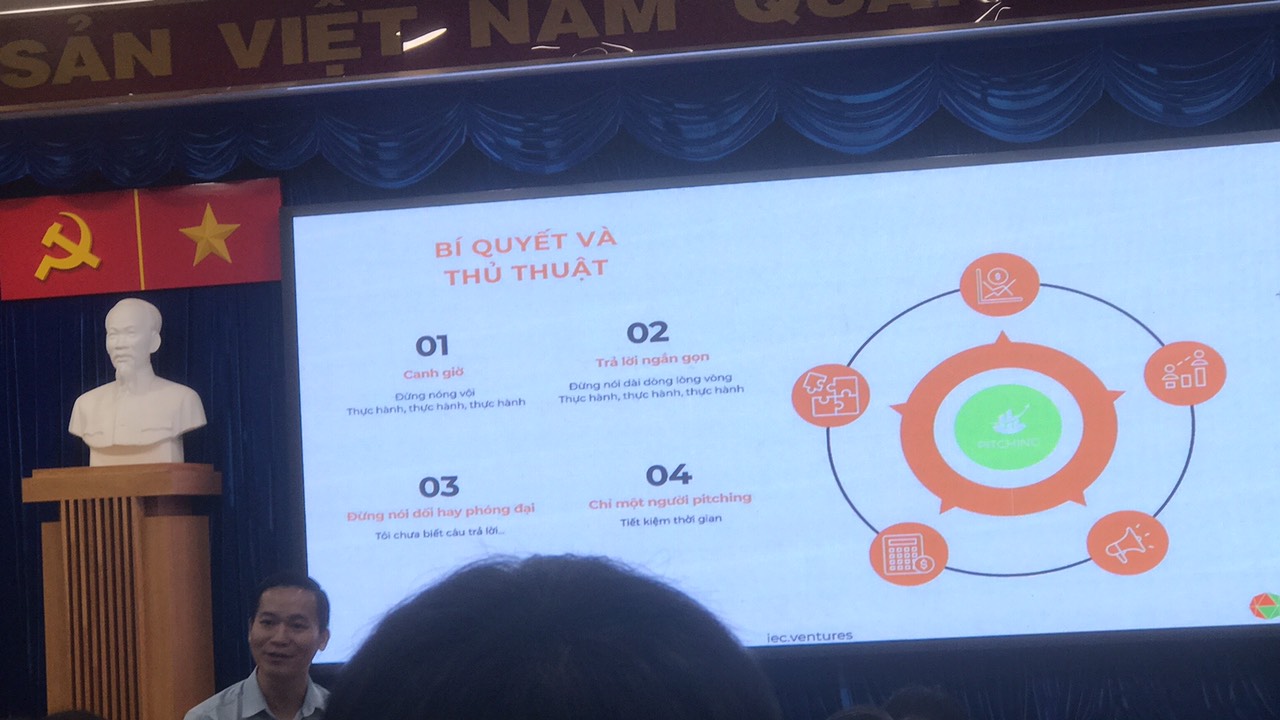 SẢN VIỆT NAM
BÍ QUYẾT VÀ
THỦ THUẬT
01
Canh giờ
Đừng nóng vội
Thực hành, thực hành, thực hành
02
Trả lời ngắn gọn
Đừng nói dài dòng lòng vòng
Thực hành, thực hành, thực hành
03
Đừng nói dối hay phóng đại
Tôi chưa biết câu trả lời...
04
Chỉ một người pitching
Tiết kiệm thời gian
PITCHING
iec.ventures